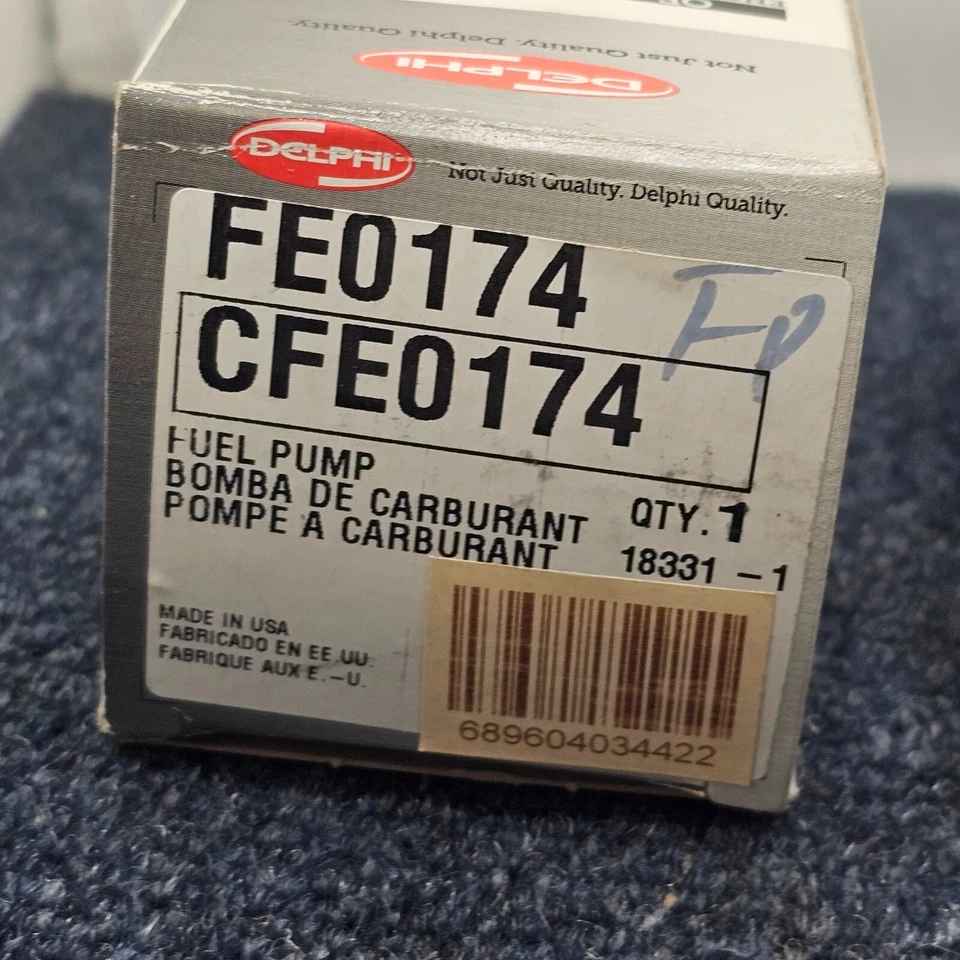 Not Just Quality. Delphi Quality.
DELPHI
DELPHI
Not Just Quality. Delphi Quality.
FE0174
FP
CFE0174
FUEL PUMP
BOMBA DE CARBURANT
POMPE A CARBURANT
QTY. 1
18331 - 1
MADE IN USA
FABRICADO EN EE.UU.
FABRIQUE AUX E.-U.
689604034422